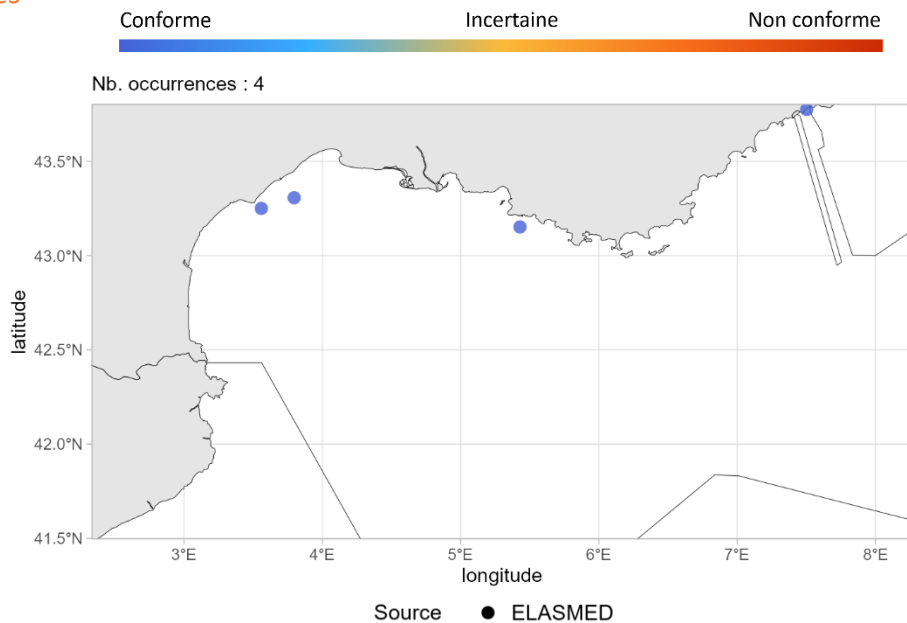 Conforme Incertaine Non conforme
Nb. occurrences : 4
43.5°N
43.0°N
42.5°N
42.0°N
41.5°N
latitude
3°E 4°E 5°E 6°E 7°E 8°E
longitude
Source ELASMED